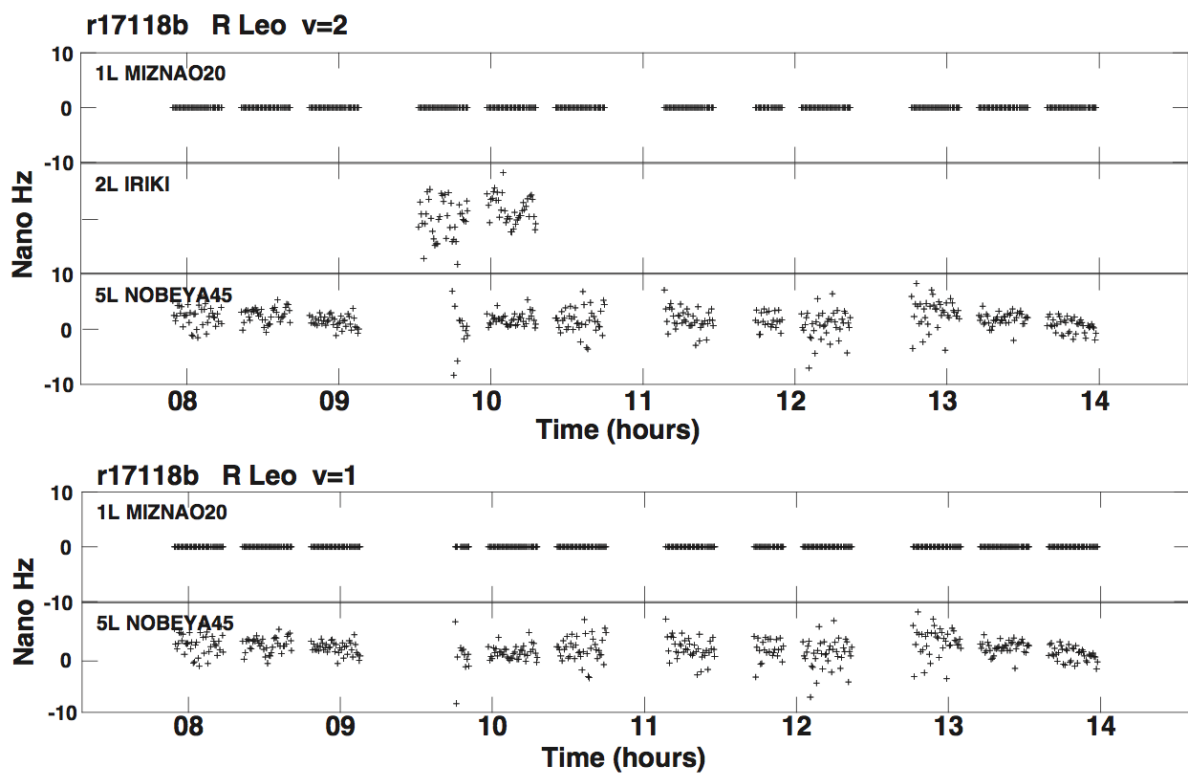 r17118b R Leo v=2
10
1L MIZNAO20
0
-10
2L IRIKI
Nano Hz
10
5L NOBEYA45
0
-10
08 09 10 11 12 13 14
Time (hours)
r17118b R Leo v=1
10
1L MIZNAO20
0
-10
Nano Hz
5L NOBEYA45
0
-10
08 09 10 11 12 13 14
Time (hours)